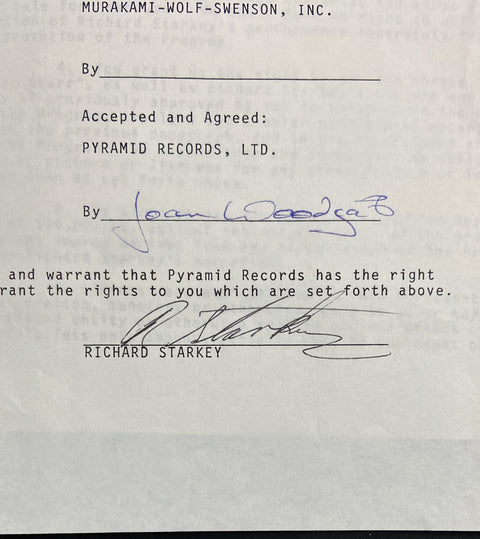 MURAKAMI-WOLF-SWENSON, INC.
By
Accepted and Agreed:
PYRAMID RECORDS, LTD.
By Joan Woodgate
and warrant that Pyramid Records has the right
rant the rights to you which are set forth above.
R Starkey
RICHARD STARKEY